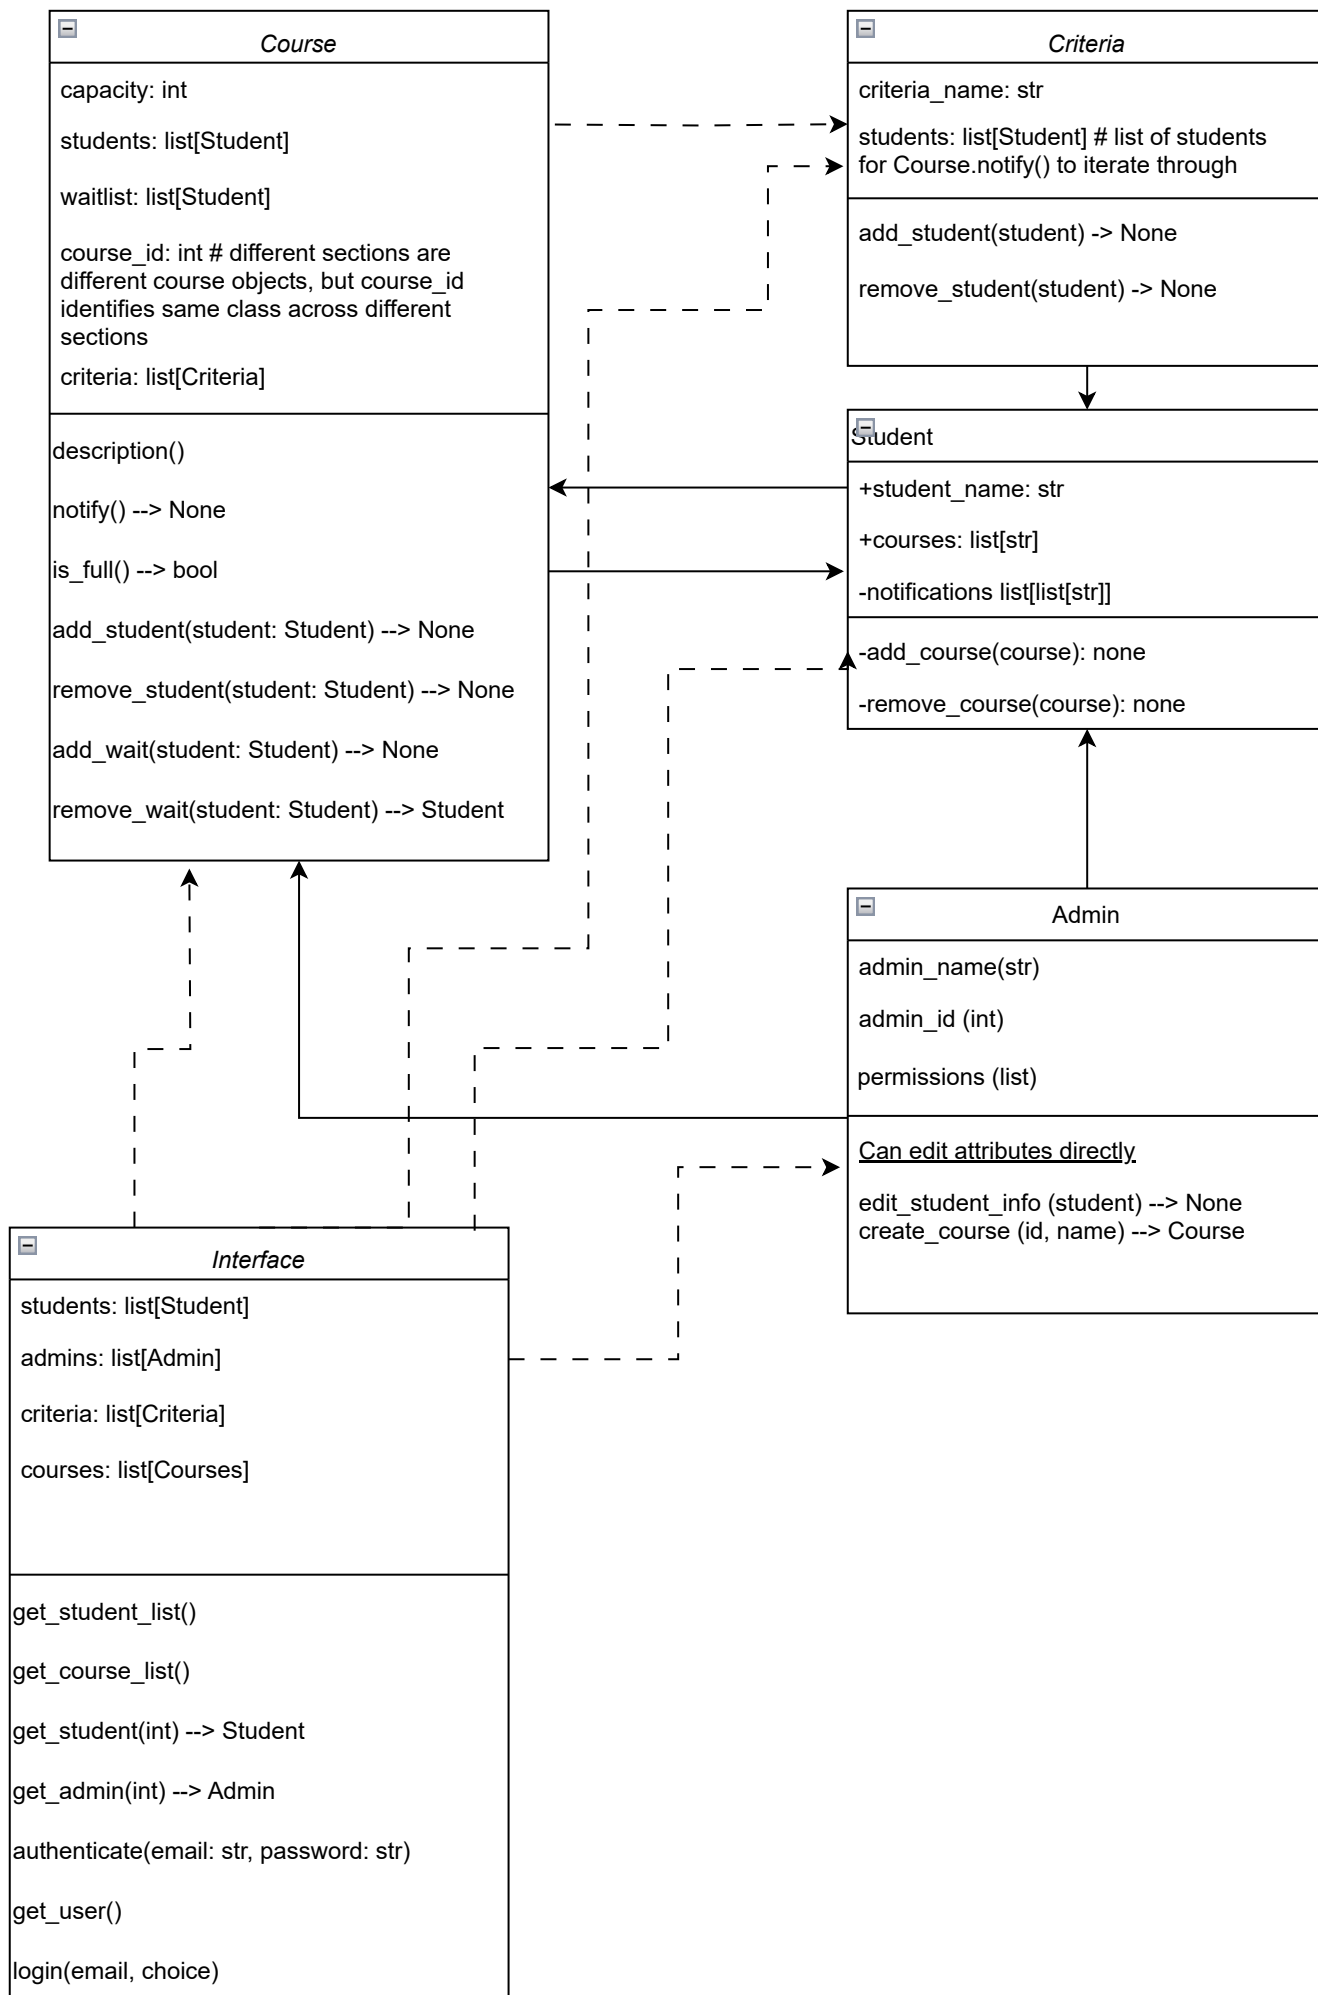 Course
capacity: int
students: list[Student]
waitlist: list[Student]
course_id: int # different sections are
different course objects, but course_id
identifies same class across different
sections
criteria: list[Criteria]
description()
notify() --> None
is_full() --> bool
add_student(student: Student) --> None
remove_student(student: Student) --> None
add_wait(student: Student) --> None
remove_wait(student: Student) --> Student
Criteria
criteria_name: str
students: list[Student] # list of students
for Course.notify() to iterate through
add_student(student) -> None
remove_student(student) -> None
Student
+student_name: str
+courses: list[str]
-notifications list[list[str]]
-add_course(course): none
-remove_course(course): none
Admin
admin_name(str)
admin_id (int)
permissions (list)
Can edit attributes directly
edit_student_info (student) --> None
create_course (id, name) --> Course
Interface
students: list[Student]
admins: list[Admin]
criteria: list[Criteria]
courses: list[Courses]
get_student_list()
get_course_list()
get_student(int) --> Student
get_admin(int) --> Admin
authenticate(email: str, password: str)
get_user()
login(email, choice)